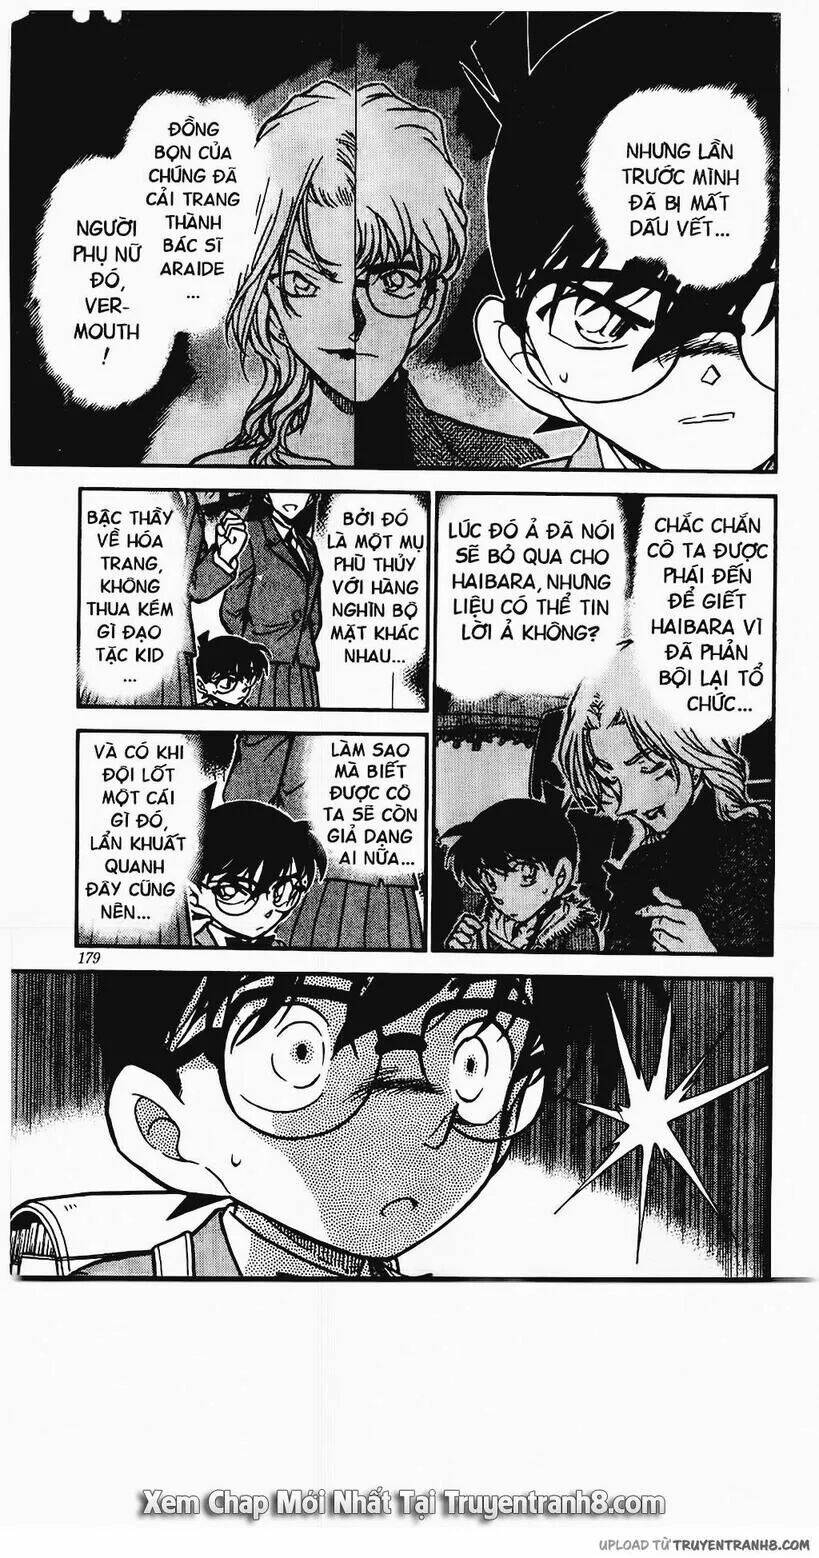 NHƯNG LẦN
TRƯỚC MÌNH
ĐÃ BỊ MẤT
DẤU VẾT...
ĐỒNG
BỌN CỦA
CHÚNG ĐÃ
CẢI TRANG
THÀNH
BÁC SĨ
ARAIDE
...
NGƯỜI
PHỤ NỮ
ĐÓ,
VER-
MOUTH
!
CHẮC CHẮN
CÔ TA ĐƯỢC
PHÁI ĐẾN
ĐỂ GIẾT
HAIBARA VÌ
ĐÃ PHẢN
BỘI LẠI TỔ
CHỨC...
LÚC ĐÓ Ả ĐÃ NÓI
SẼ BỎ QUA CHO
HAIBARA, NHƯNG
LIỆU CÓ THỂ TIN
LỜI Ả KHÔNG?
BỞI ĐÓ
LÀ MỘT MỤ
PHÙ THỦY
VỚI HÀNG
NGHÌN BỘ
MẶT KHÁC
NHAU...
BẬC THẦY
VỀ HÓA
TRANG,
KHÔNG
THUA KÉM
GÌ ĐẠO
TẶC KID
...
LÀM SAO
MÀ BIẾT
ĐƯỢC CÔ
TA SẼ CÒN
GIẢ DẠNG
AI NỮA...
VÀ CÓ KHI
ĐỘI LỐT
MỘT CÁI
GÌ ĐÓ,
LẨN KHUẤT
QUANH
ĐÂY CŨNG
NÊN...
179
Xem Chap Mới Nhất Tại Truyentranh8.com
UPLOAD TỪ TRUYENTRANH8.COM